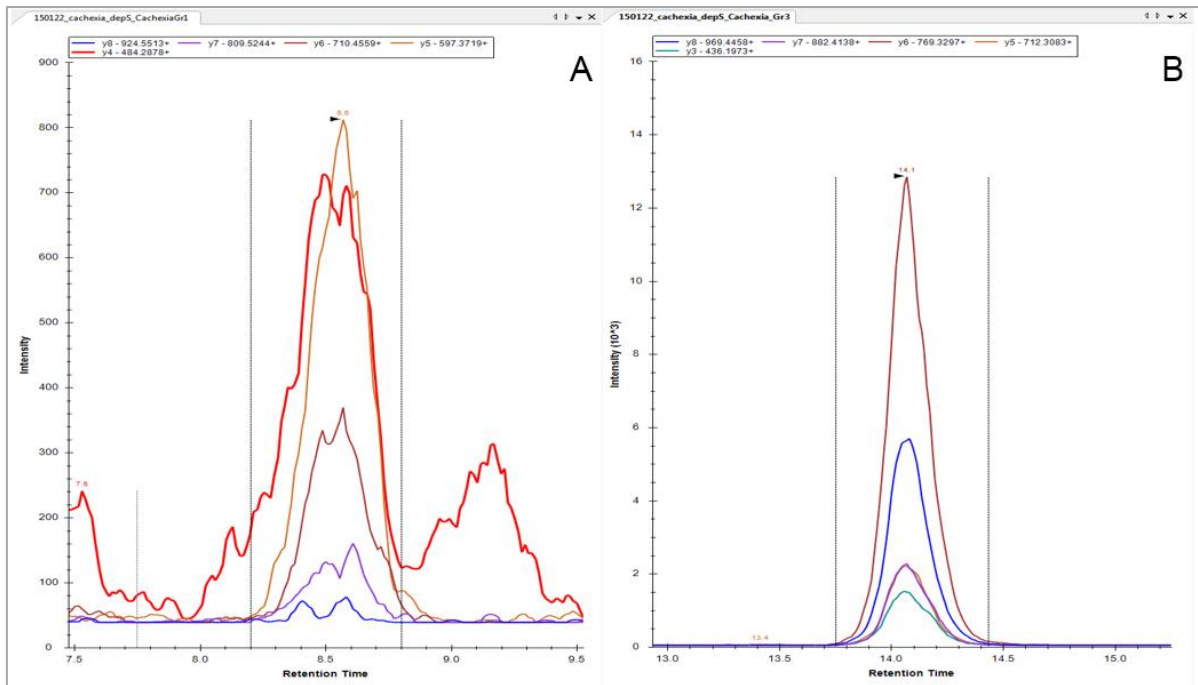 150122_cachexia_depS_CachexiaGr1
y8 - 924.5513+ y7 - 809.5244+ y6 - 710.4559+ y5 - 597.3719+
y4 - 484.2878+
A
900
800
700
600
500
400
300
200
100
0
Intensity
7.5
8.6
7.5 8.0 8.5 9.0 9.5
Retention Time
150122_cachexia_depS_Cachexia_Gr3
y8 - 969.4458+ y7 - 882.4138+ y6 - 769.3297+ y5 - 712.3083+
y3 - 436.1973+
B
16
14
12
10
8
6
4
2
0
Intensity (10^3)
14.1
13.4
13.0 13.5 14.0 14.5 15.0
Retention Time